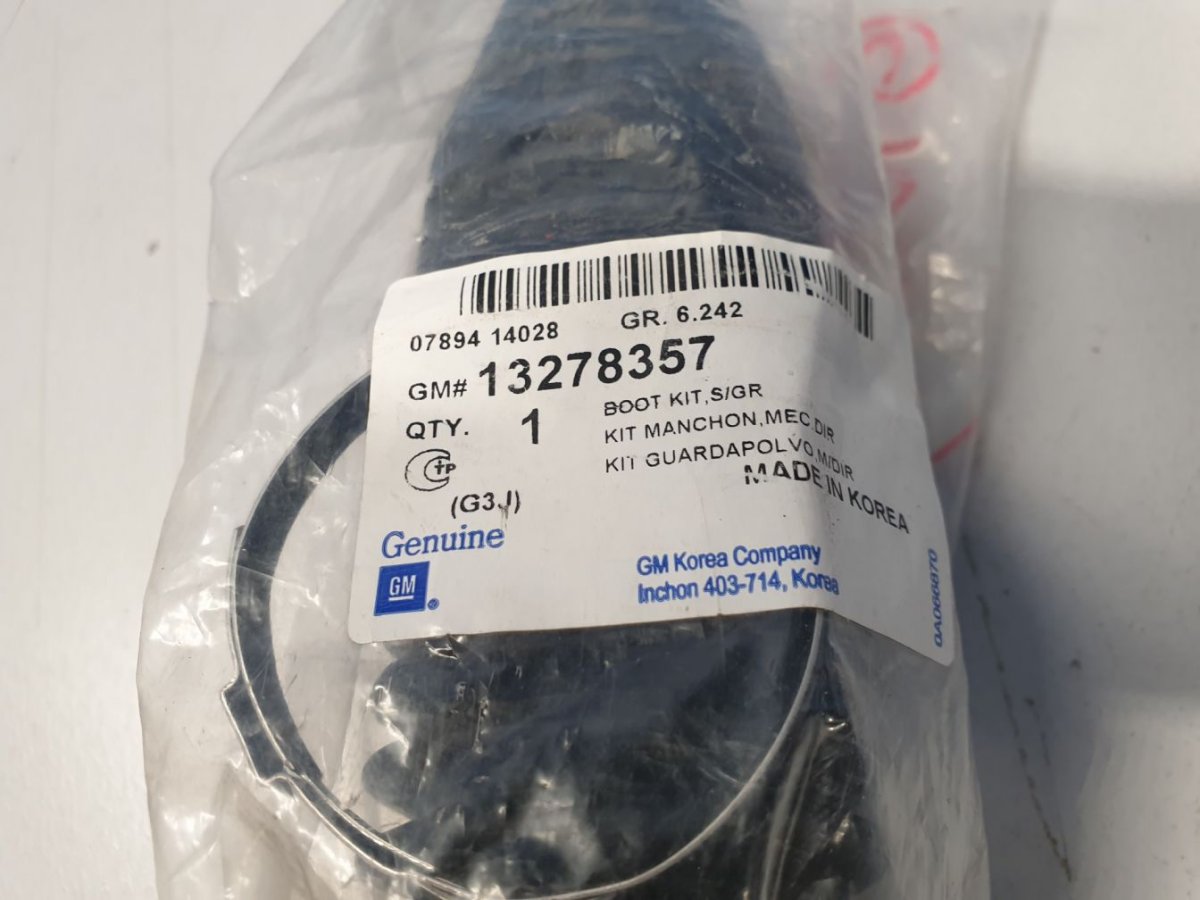 07894 14028 GR. 6.242
GM# 13278357
QTY. 1
BOOT KIT,S/GR
KIT MANCHON,MEC,DIR
KIT GUARDAPOLVO,M/DIR
MADE IN KOREA
(G3J)
Genuine
GM
GM Korea Company
Inchon 403-714, Korea
0A066870